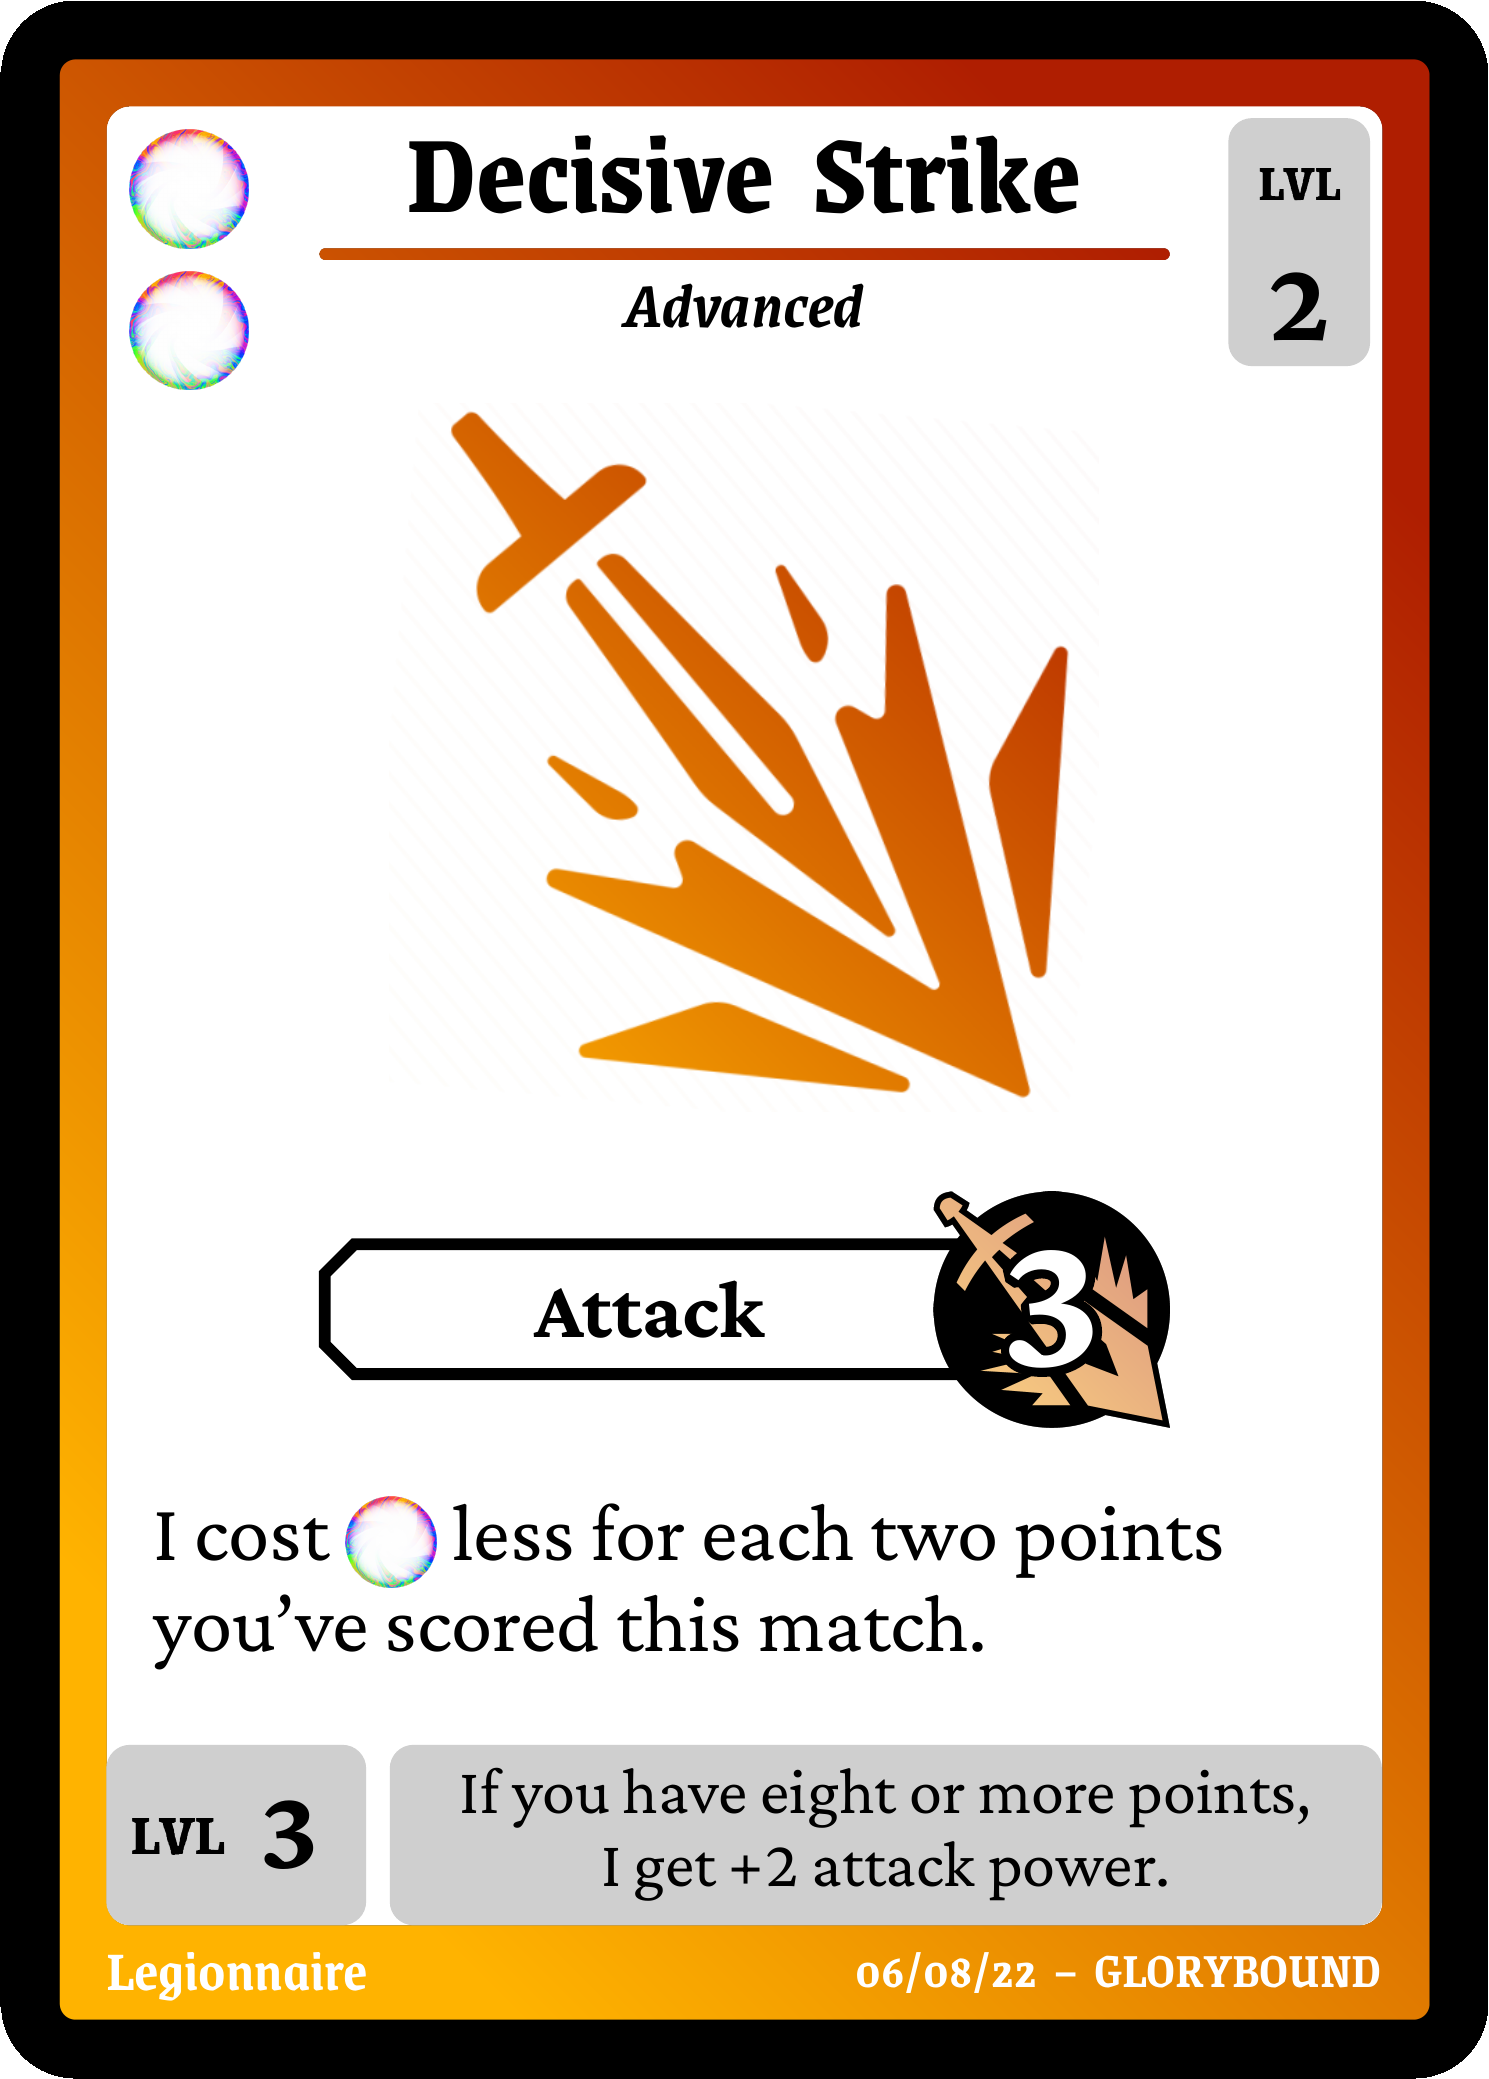 Decisive Strike
LVL
2
Advanced
Attack
3
I cost less for each two points
you’ve scored this match.
LVL 3
If you have eight or more points,
I get +2 attack power.
Legionnaire
06/08/22 – GLORYBOUND